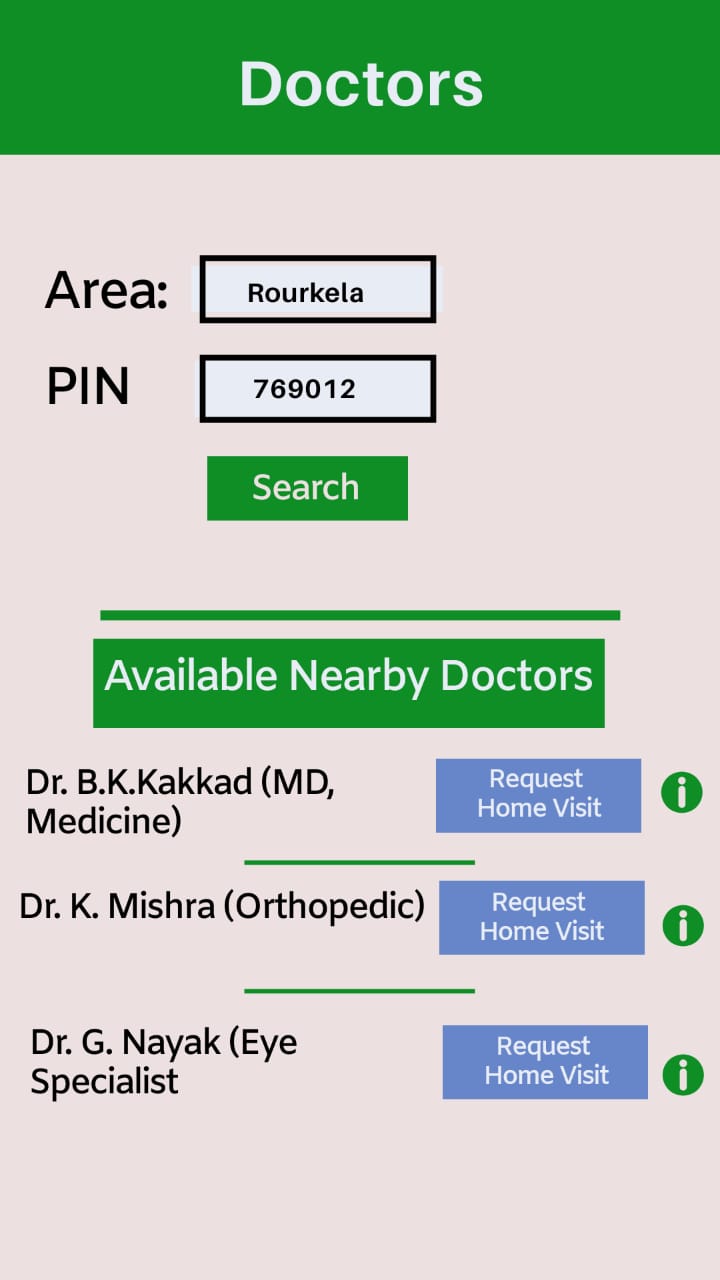 Doctors
Area: Rourkela
PIN 769012
Search
Available Nearby Doctors
Dr. B.K.Kakkad (MD,
Medicine)
Request
Home Visit
i
Dr. K. Mishra (Orthopedic)
Request
Home Visit
i
Dr. G. Nayak (Eye
Specialist
Request
Home Visit
i